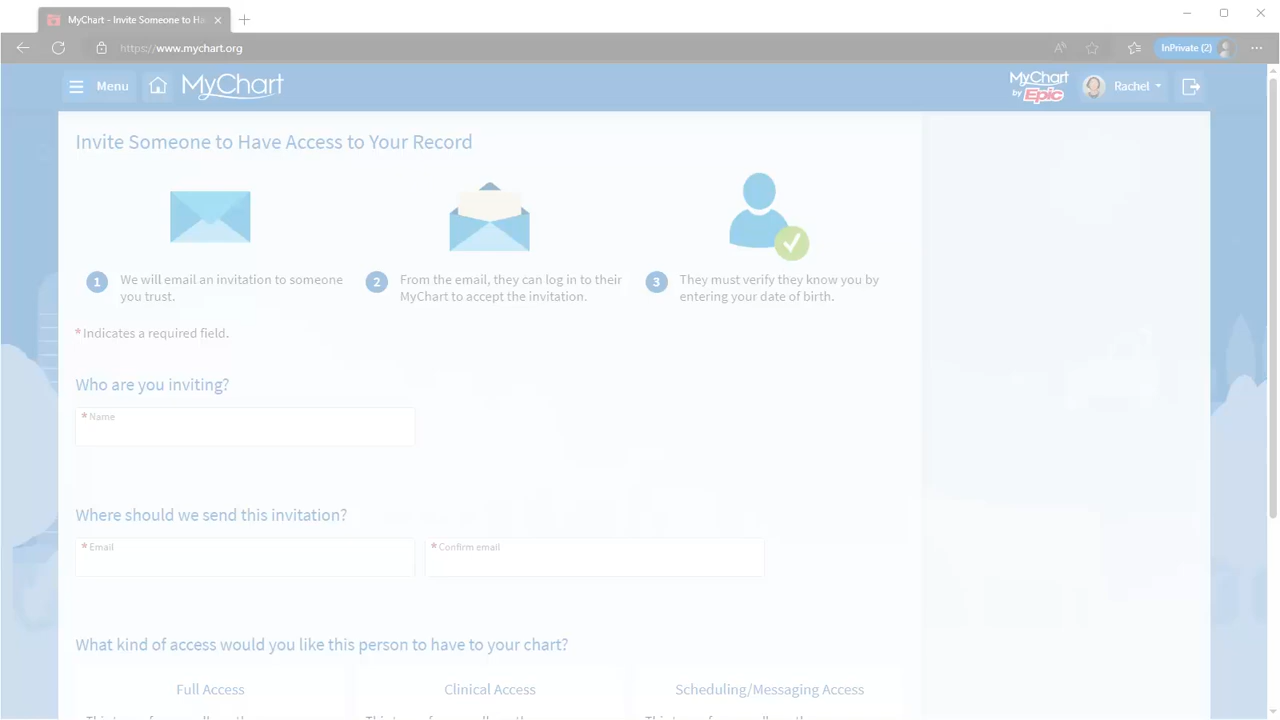 MyChart - Invite Someone to Ha
https://www.mychart.org
InPrivate (2)
Menu
MyChart
MyChart
by Epic
Rachel
Invite Someone to Have Access to Your Record
1 We will email an invitation to someone
you trust.
2 From the email, they can log in to their
MyChart to accept the invitation.
3 They must verify they know you by
entering your date of birth.
* Indicates a required field.
Who are you inviting?
* Name
Where should we send this invitation?
* Email
* Confirm email
What kind of access would you like this person to have to your chart?
Full Access
Clinical Access
Scheduling/Messaging Access